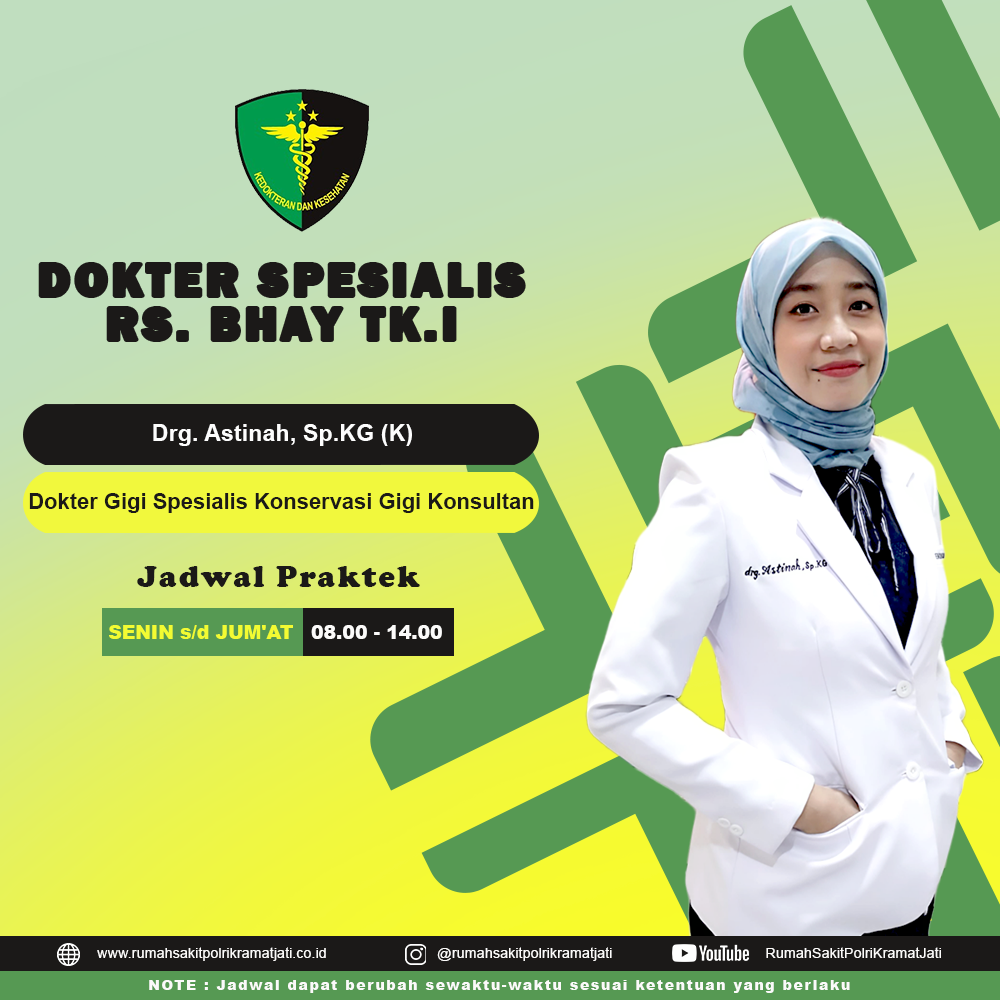 KEDOKTERAN DAN KESEHATAN
DOKTER SPESIALIS
RS. BHAY TK.I
Drg. Astinah, Sp.KG (K)
Dokter Gigi Spesialis Konservasi Gigi Konsultan
Jadwal Praktek
SENIN s/d JUM'AT 08.00 - 14.00
drg. Astinah, Sp.KG
www.rumahsakitpolrikramatjati.co.id @rumahsakitpolrikramatjati YouTube RumahSakitPolriKramatJati
NOTE : Jadwal dapat berubah sewaktu-waktu sesuai ketentuan yang berlaku